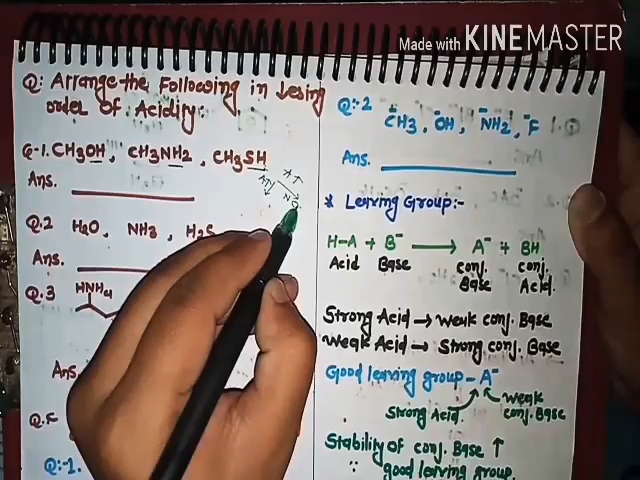 Made with KINEMASTER
Q: Arrange the Following in desing
order of Acidity:
Q-1. CH3OH, CH3NH2, CH3SH
Ans.
Q.2 H2O, NH3, H2S
Ans.
Q.3
Ans.
Q:-1.
Q:-2 ⁻CH3, ⁻OH, ⁻NH2, ⁻F
Ans.
* Leaving Group:-
H-A + B⁻ ⟶ A⁻ + BH
Acid Base conj. Base conj. Acid.
Strong Acid → weak conj. Base
Weak Acid → Strong conj. Base
Good leaving group - A⁻
Strong Acid weak conj. Base
Stability of conj. Base ↑
∵ good leaving group.